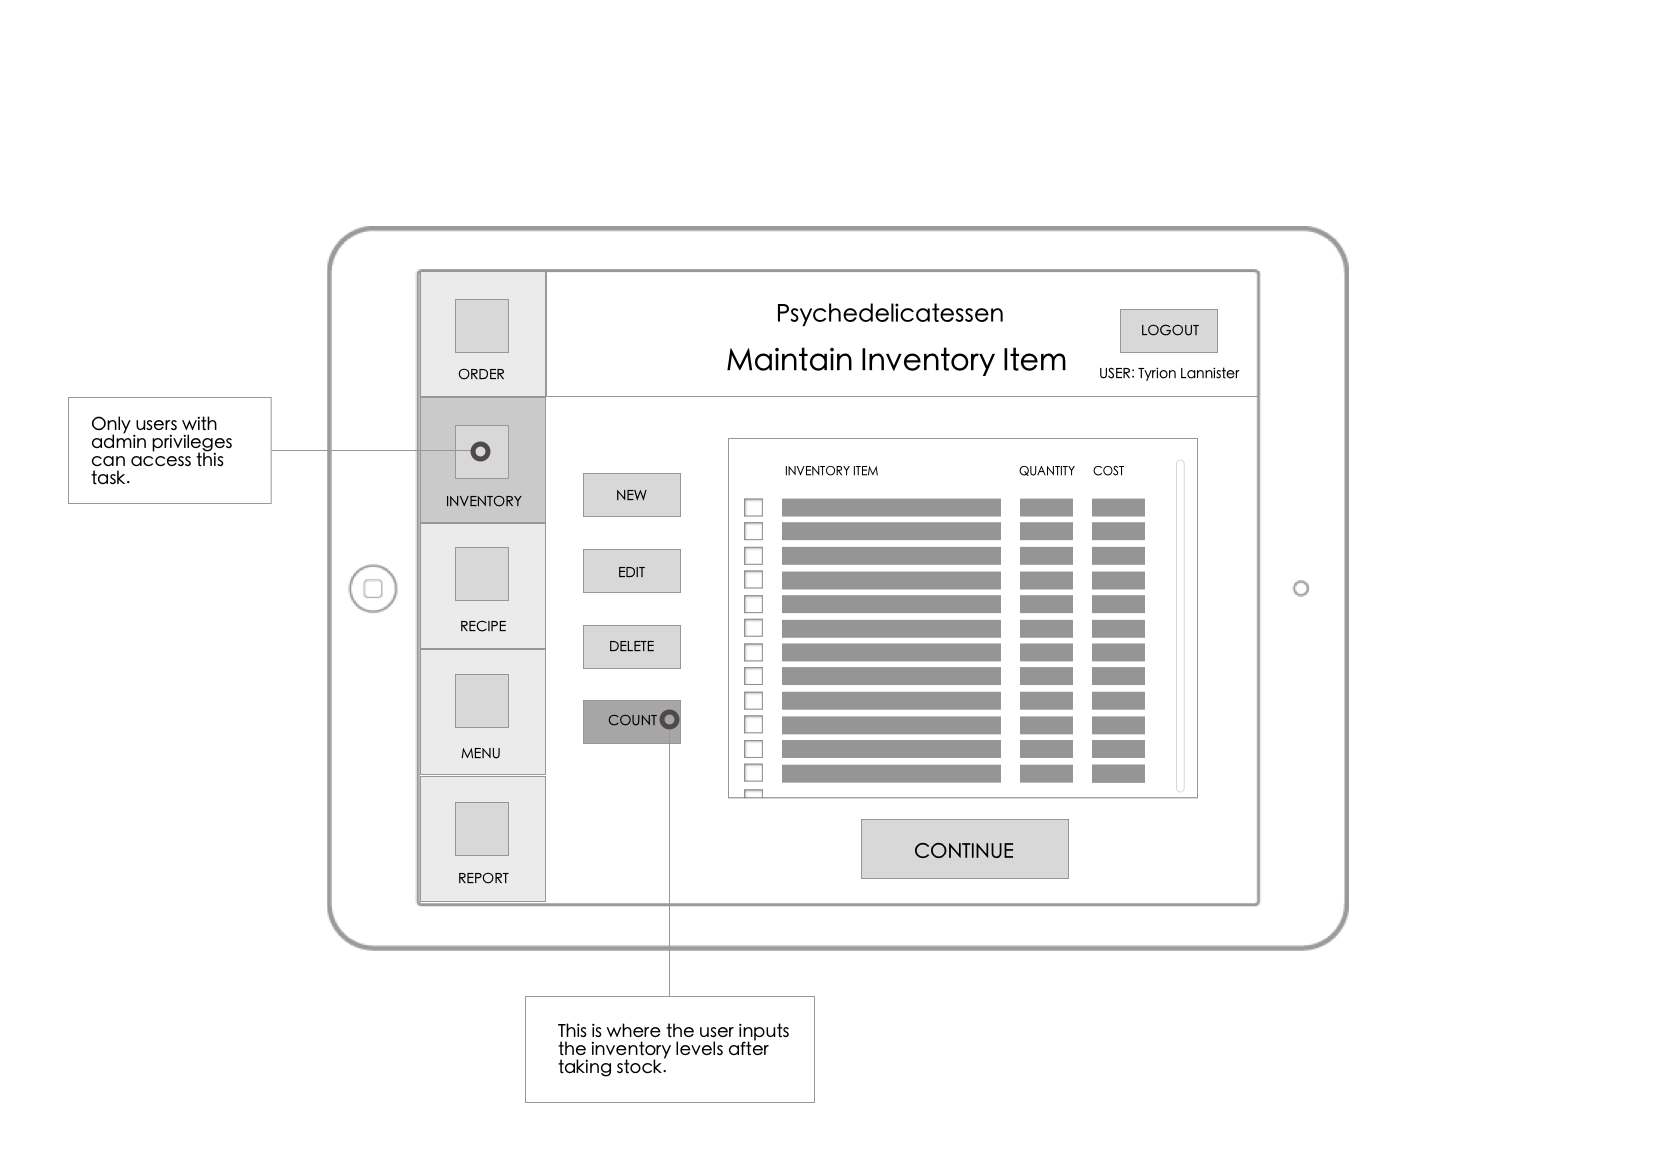 Psychedelicatessen
Maintain Inventory Item
LOGOUT
USER: Tyrion Lannister
ORDER
INVENTORY
RECIPE
MENU
REPORT
Only users with
admin privileges
can access this
task.
NEW
EDIT
DELETE
COUNT
INVENTORY ITEM QUANTITY COST
CONTINUE
This is where the user inputs
the inventory levels after
taking stock.